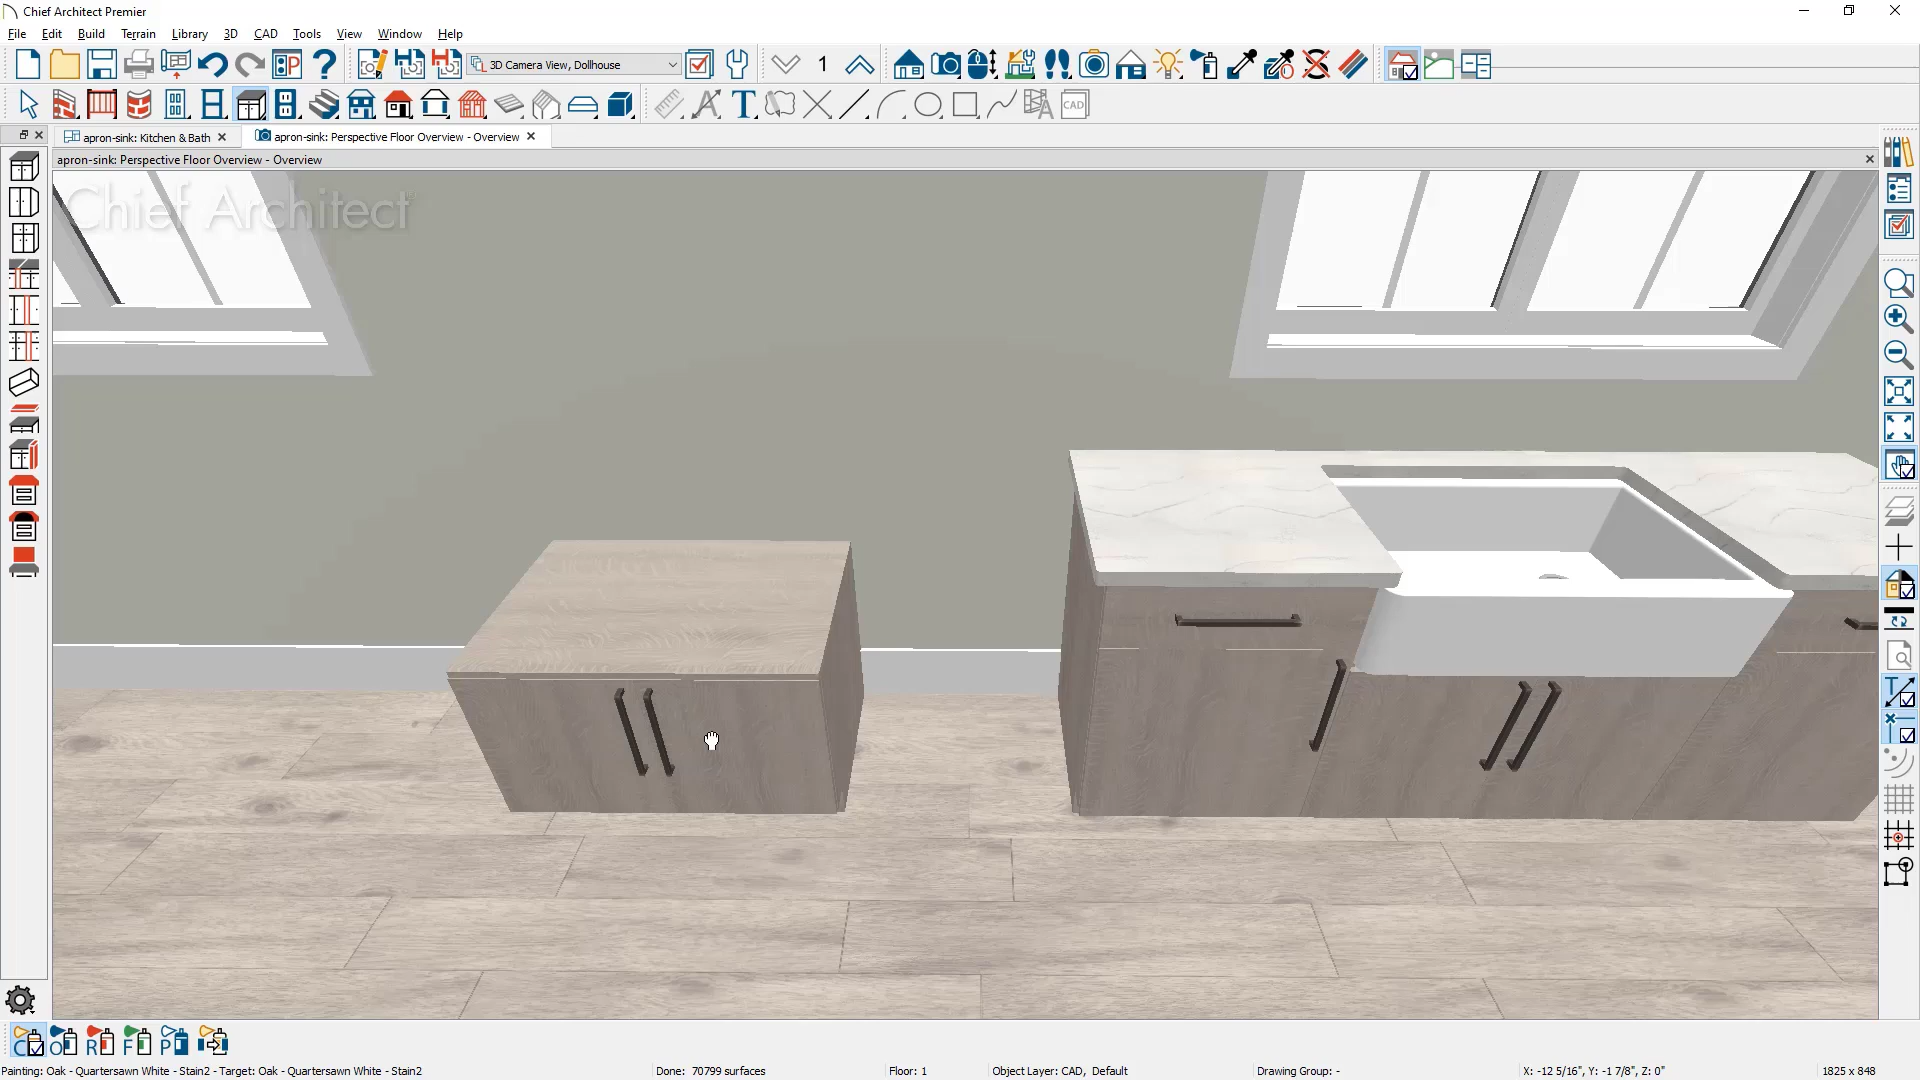 Chief Architect Premier
File Edit Build Terrain Library 3D CAD Tools View Window Help
3D Camera View, Dollhouse
1
CAD
apron-sink: Kitchen & Bath
apron-sink: Perspective Floor Overview - Overview
apron-sink: Perspective Floor Overview - Overview
Chief Architect
C O R F P
Painting: Oak - Quartersawn White - Stain2 - Target: Oak - Quartersawn White - Stain2
Done: 70799 surfaces
Floor: 1
Object Layer: CAD, Default
Drawing Group: -
X: -12 5/16", Y: -1 7/8", Z: 0"
1825 x 848